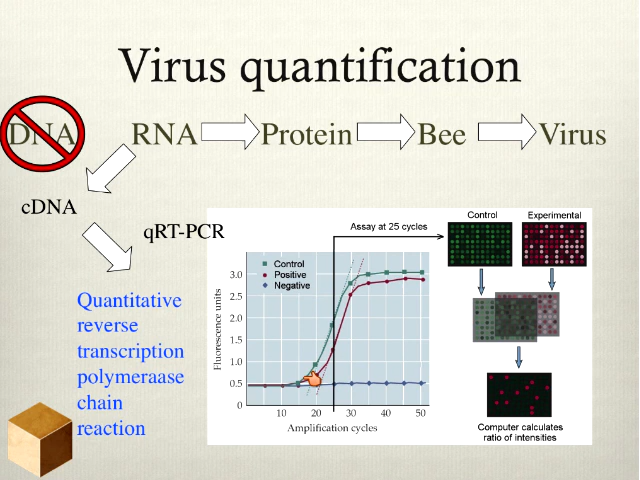 Virus quantification
DNA RNA Protein Bee Virus
cDNA
qRT-PCR
Quantitative
reverse
transcription
polymeraase
chain
reaction
Assay at 25 cycles
Control
Positive
Negative
Fluorescence units
3.0
2.5
2.0
1.5
1.0
0.5
0
10 20 30 40 50
Amplification cycles
Control Experimental
Computer calculates
ratio of intensities